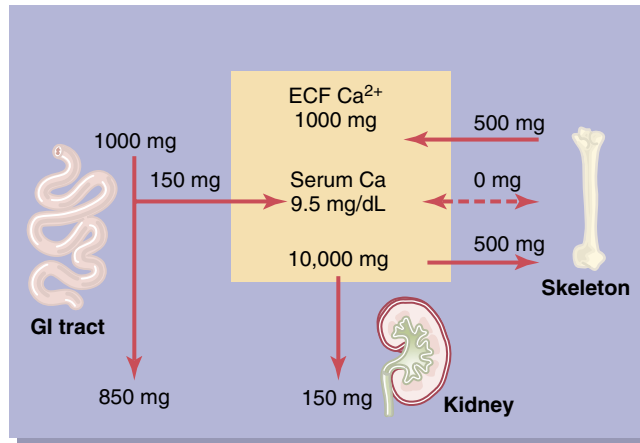 ECF Ca²⁺
1000 mg
1000 mg
500 mg
150 mg
Serum Ca
9.5 mg/dL
0 mg
10,000 mg
500 mg
Skeleton
GI tract
850 mg
150 mg
Kidney